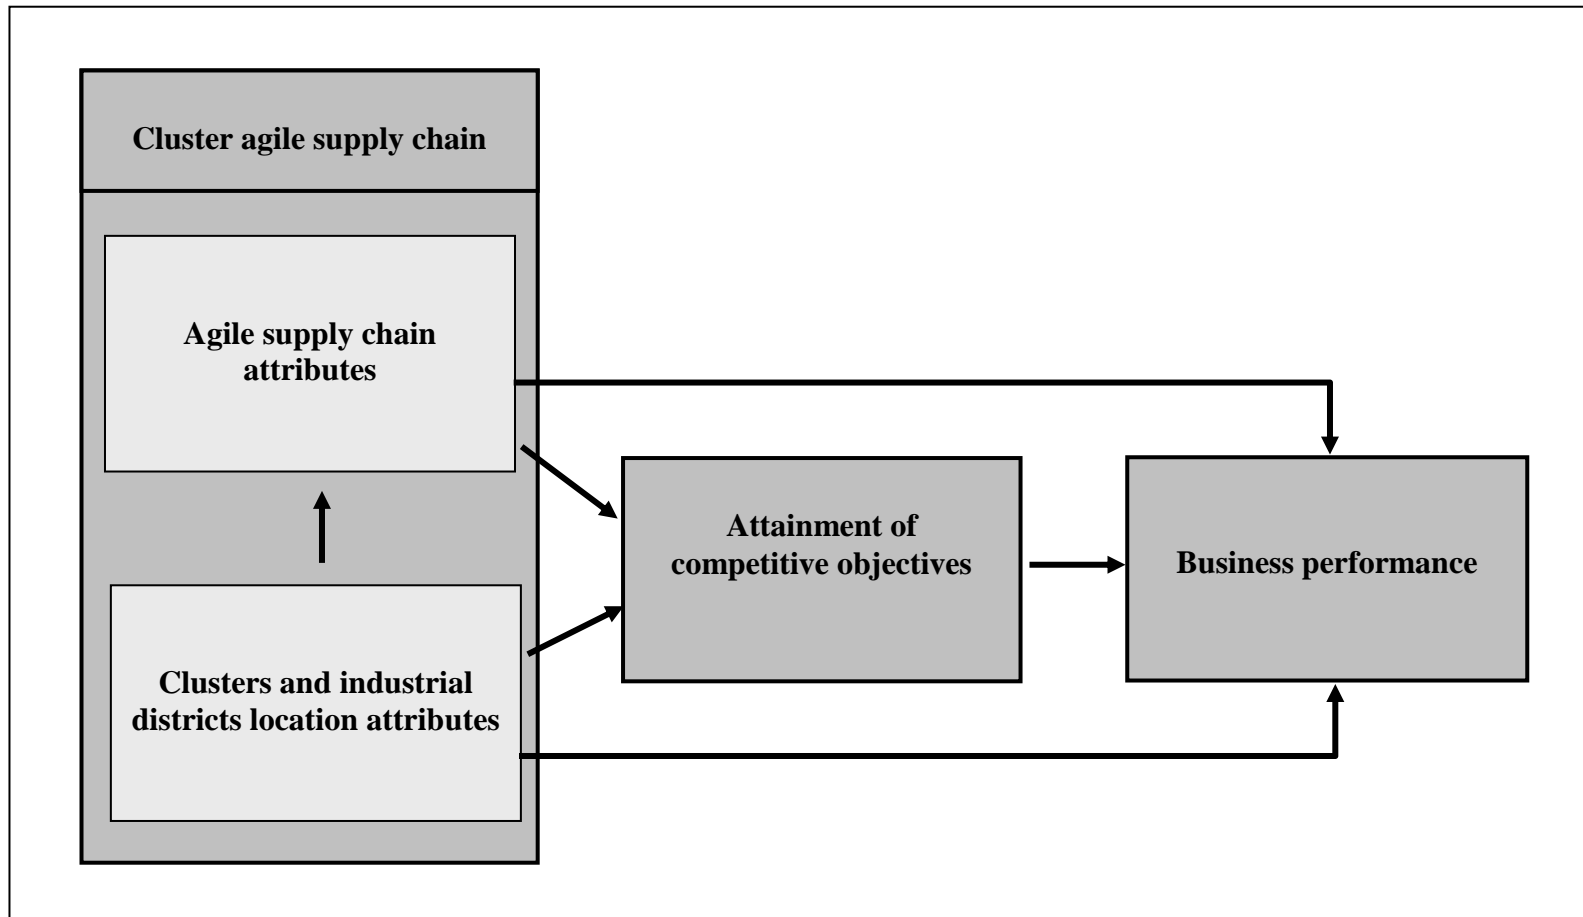 Cluster agile supply chain
Agile supply chain
attributes
Attainment of
competitive objectives
Business performance
Clusters and industrial
districts location attributes